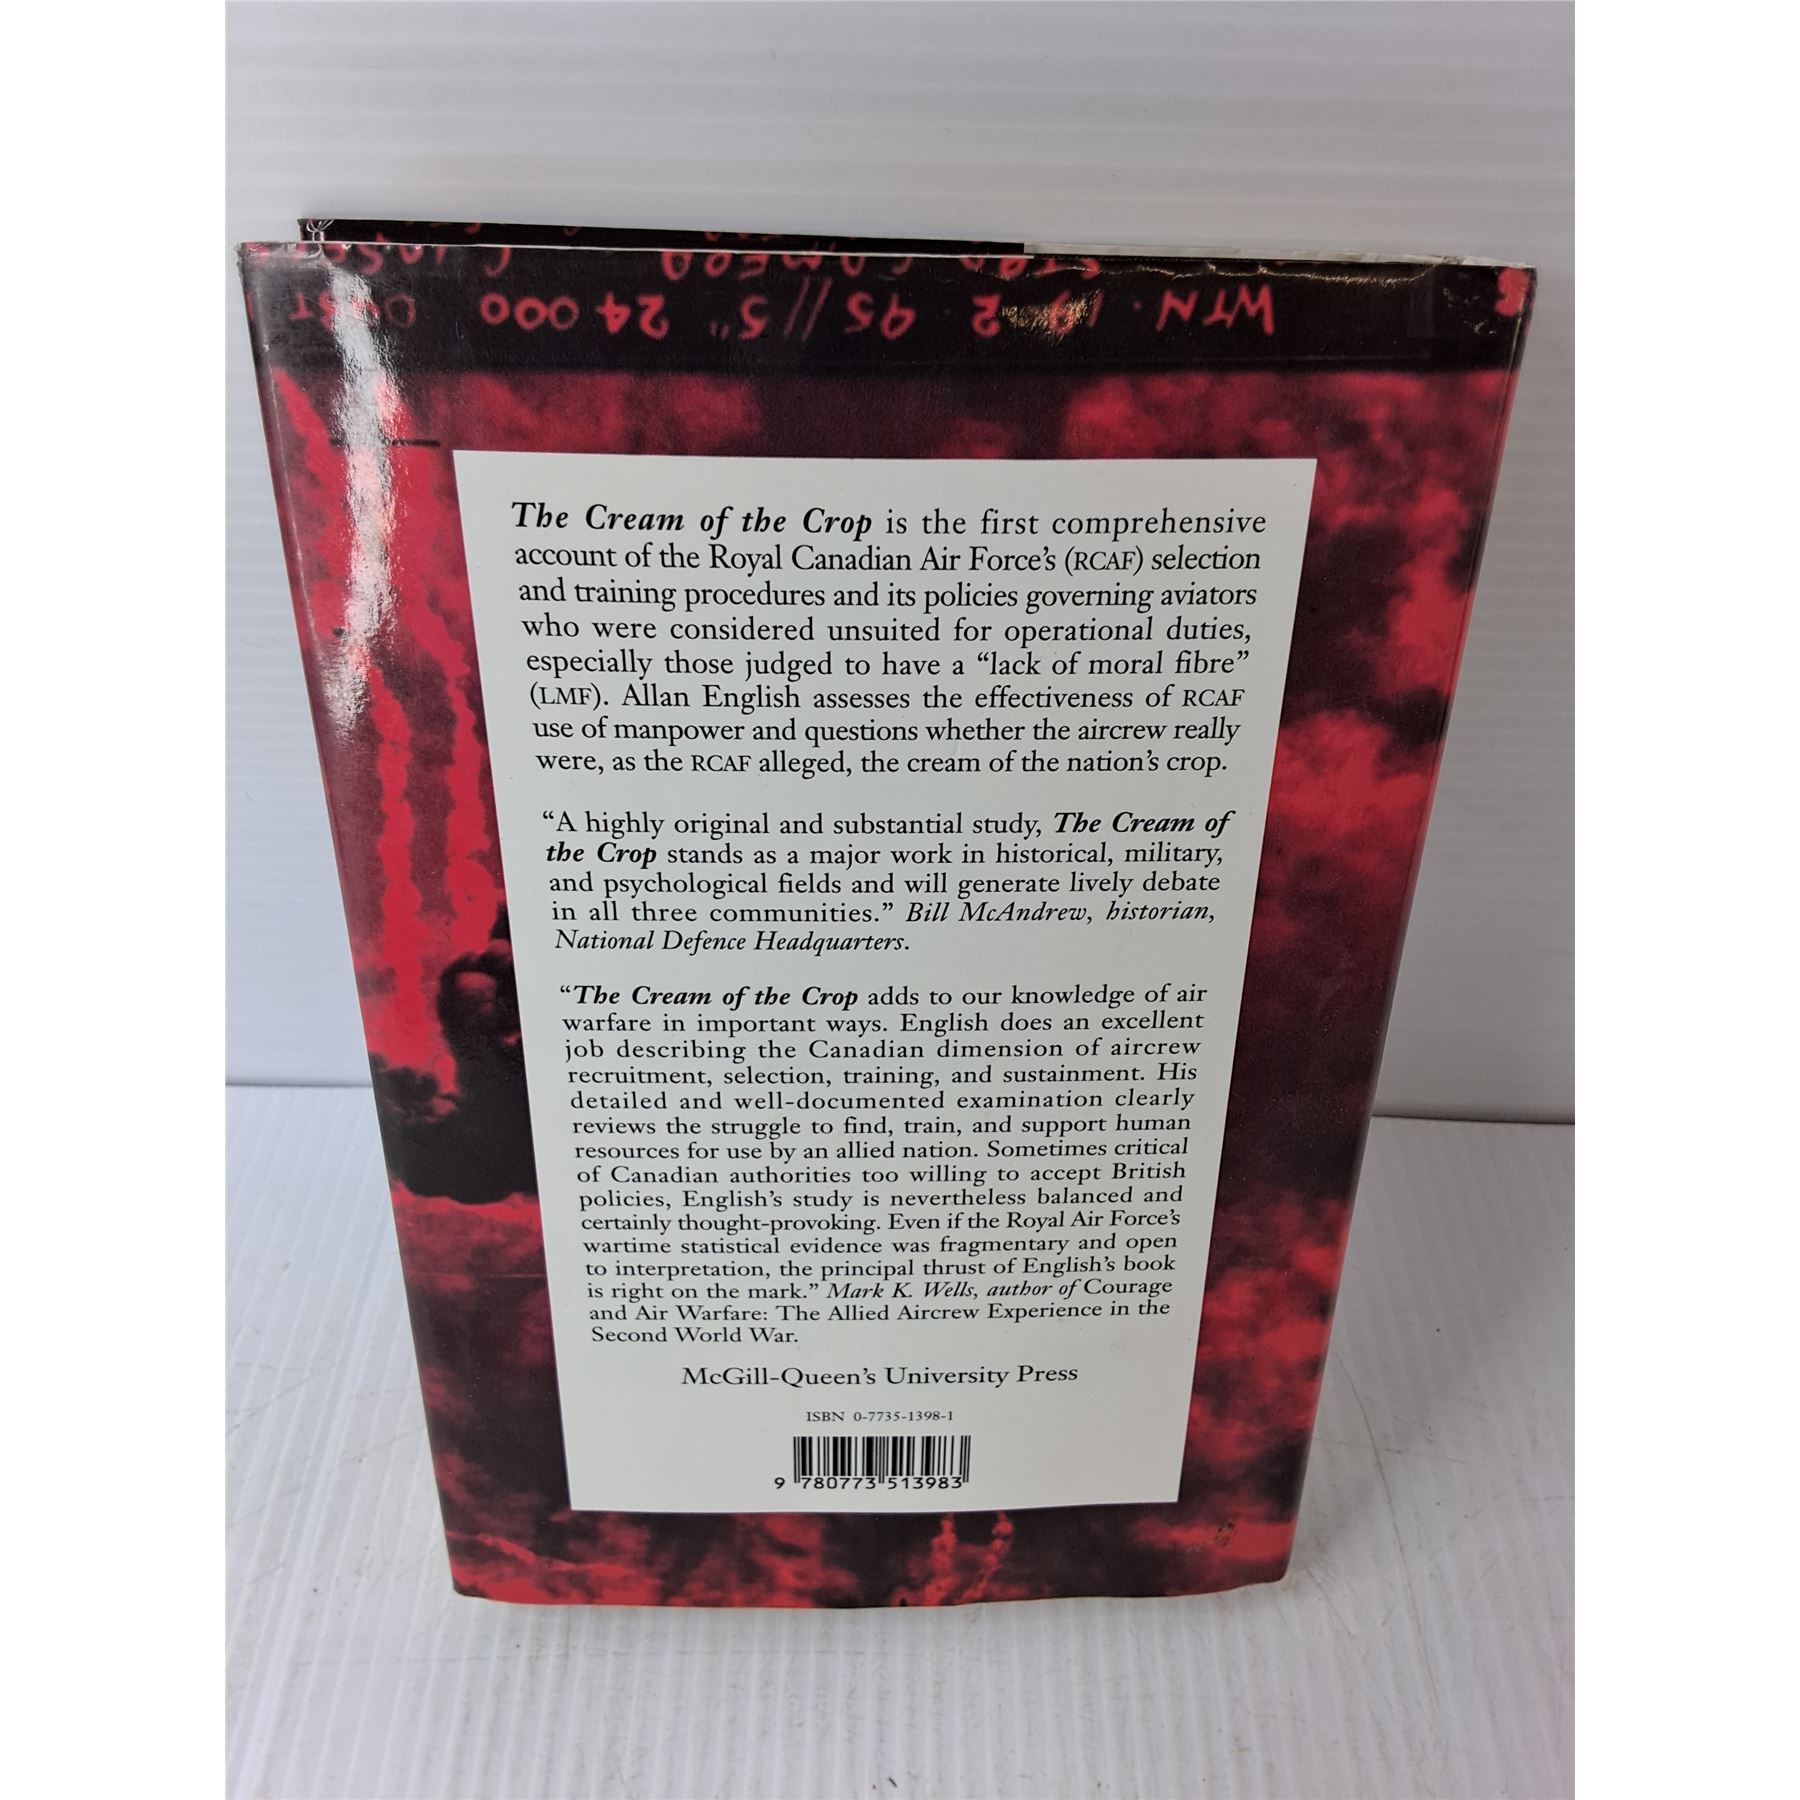 WTN · 19 2 45 // 5" 24 000
The Cream of the Crop is the first comprehensive
account of the Royal Canadian Air Force's (RCAF) selection
and training procedures and its policies governing aviators
who were considered unsuited for operational duties,
especially those judged to have a “lack of moral fibre”
(LMF). Allan English assesses the effectiveness of RCAF
use of manpower and questions whether the aircrew really
were, as the RCAF alleged, the cream of the nation's crop.
“A highly original and substantial study, The Cream of
the Crop stands as a major work in historical, military,
and psychological fields and will generate lively debate
in all three communities.” Bill McAndrew, historian,
National Defence Headquarters.
“The Cream of the Crop adds to our knowledge of air
warfare in important ways. English does an excellent
job describing the Canadian dimension of aircrew
recruitment, selection, training, and sustainment. His
detailed and well-documented examination clearly
reviews the struggle to find, train, and support human
resources for use by an allied nation. Sometimes critical
of Canadian authorities too willing to accept British
policies, English's study is nevertheless balanced and
certainly thought-provoking. Even if the Royal Air Force's
wartime statistical evidence was fragmentary and open
to interpretation, the principal thrust of English's book
is right on the mark.” Mark K. Wells, author of Courage
and Air Warfare: The Allied Aircrew Experience in the
Second World War.
McGill-Queen's University Press
ISBN 0-7735-1398-1
9 780773 513983